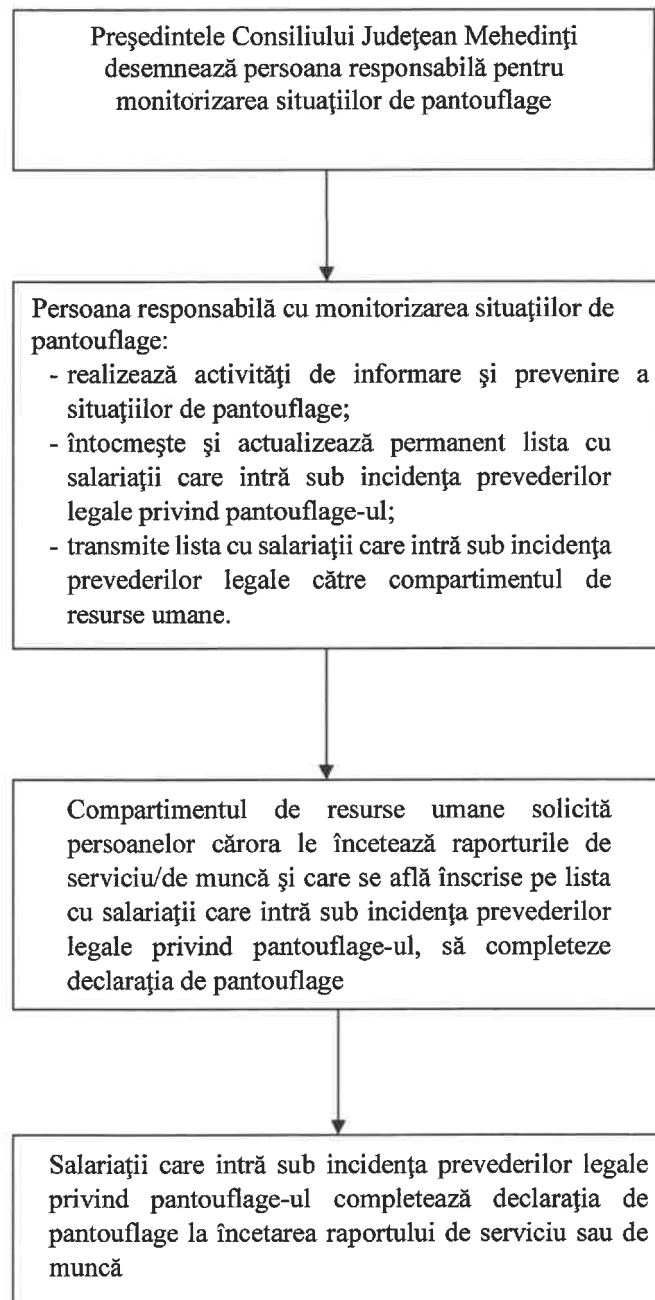 Preşedintele Consiliului Judeţean Mehedinţi
desemnează persoana responsabilă pentru
monitorizarea situaţiilor de pantouflage
Persoana responsabilă cu monitorizarea situaţiilor de
pantouflage:
- realizează activităţi de informare şi prevenire a
situaţiilor de pantouflage;
- întocmeşte şi actualizează permanent lista cu
salariaţii care intră sub incidenţa prevederilor
legale privind pantouflage-ul;
- transmite lista cu salariaţii care intră sub incidenţa
prevederilor legale către compartimentul de
resurse umane.
Compartimentul de resurse umane solicită
persoanelor cărora le încetează raporturile de
serviciu/de muncă şi care se află înscrise pe lista
cu salariaţii care intră sub incidenţa prevederilor
legale privind pantouflage-ul, să completeze
declaraţia de pantouflage
Salariaţii care intră sub incidenţa prevederilor legale
privind pantouflage-ul completează declaraţia de
pantouflage la încetarea raportului de serviciu sau de
muncă